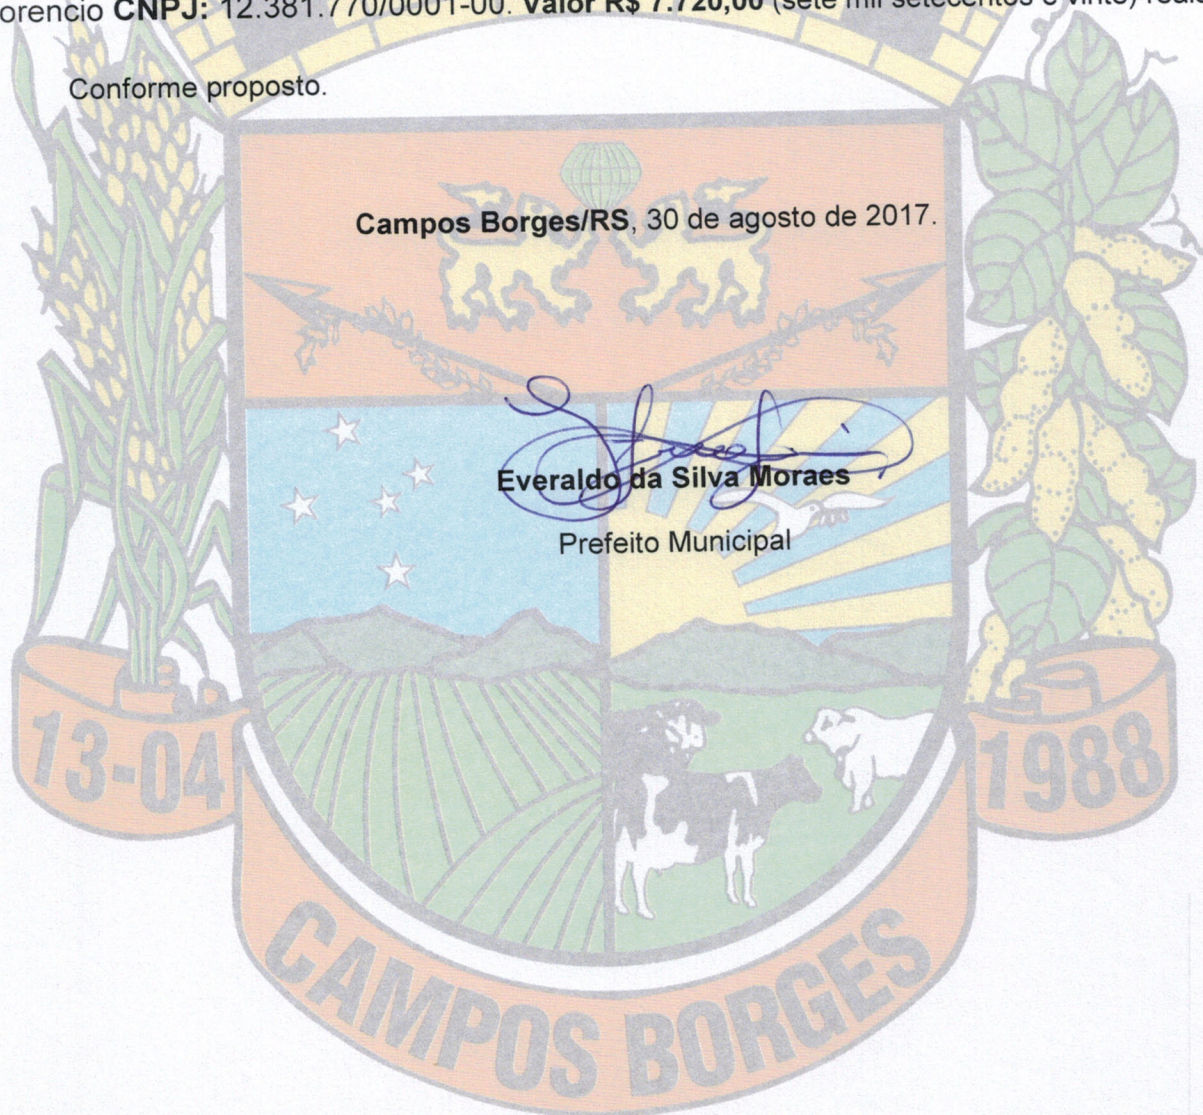 orencio CNPJ: 12.381.770/0001-00. Valor R$ 7.720,00 (sete mil setecentos e vinte) reais
Conforme proposto.
Campos Borges/RS, 30 de agosto de 2017.
Everaldo da Silva Moraes
Prefeito Municipal
13-04
1988
CAMPOS BORGES